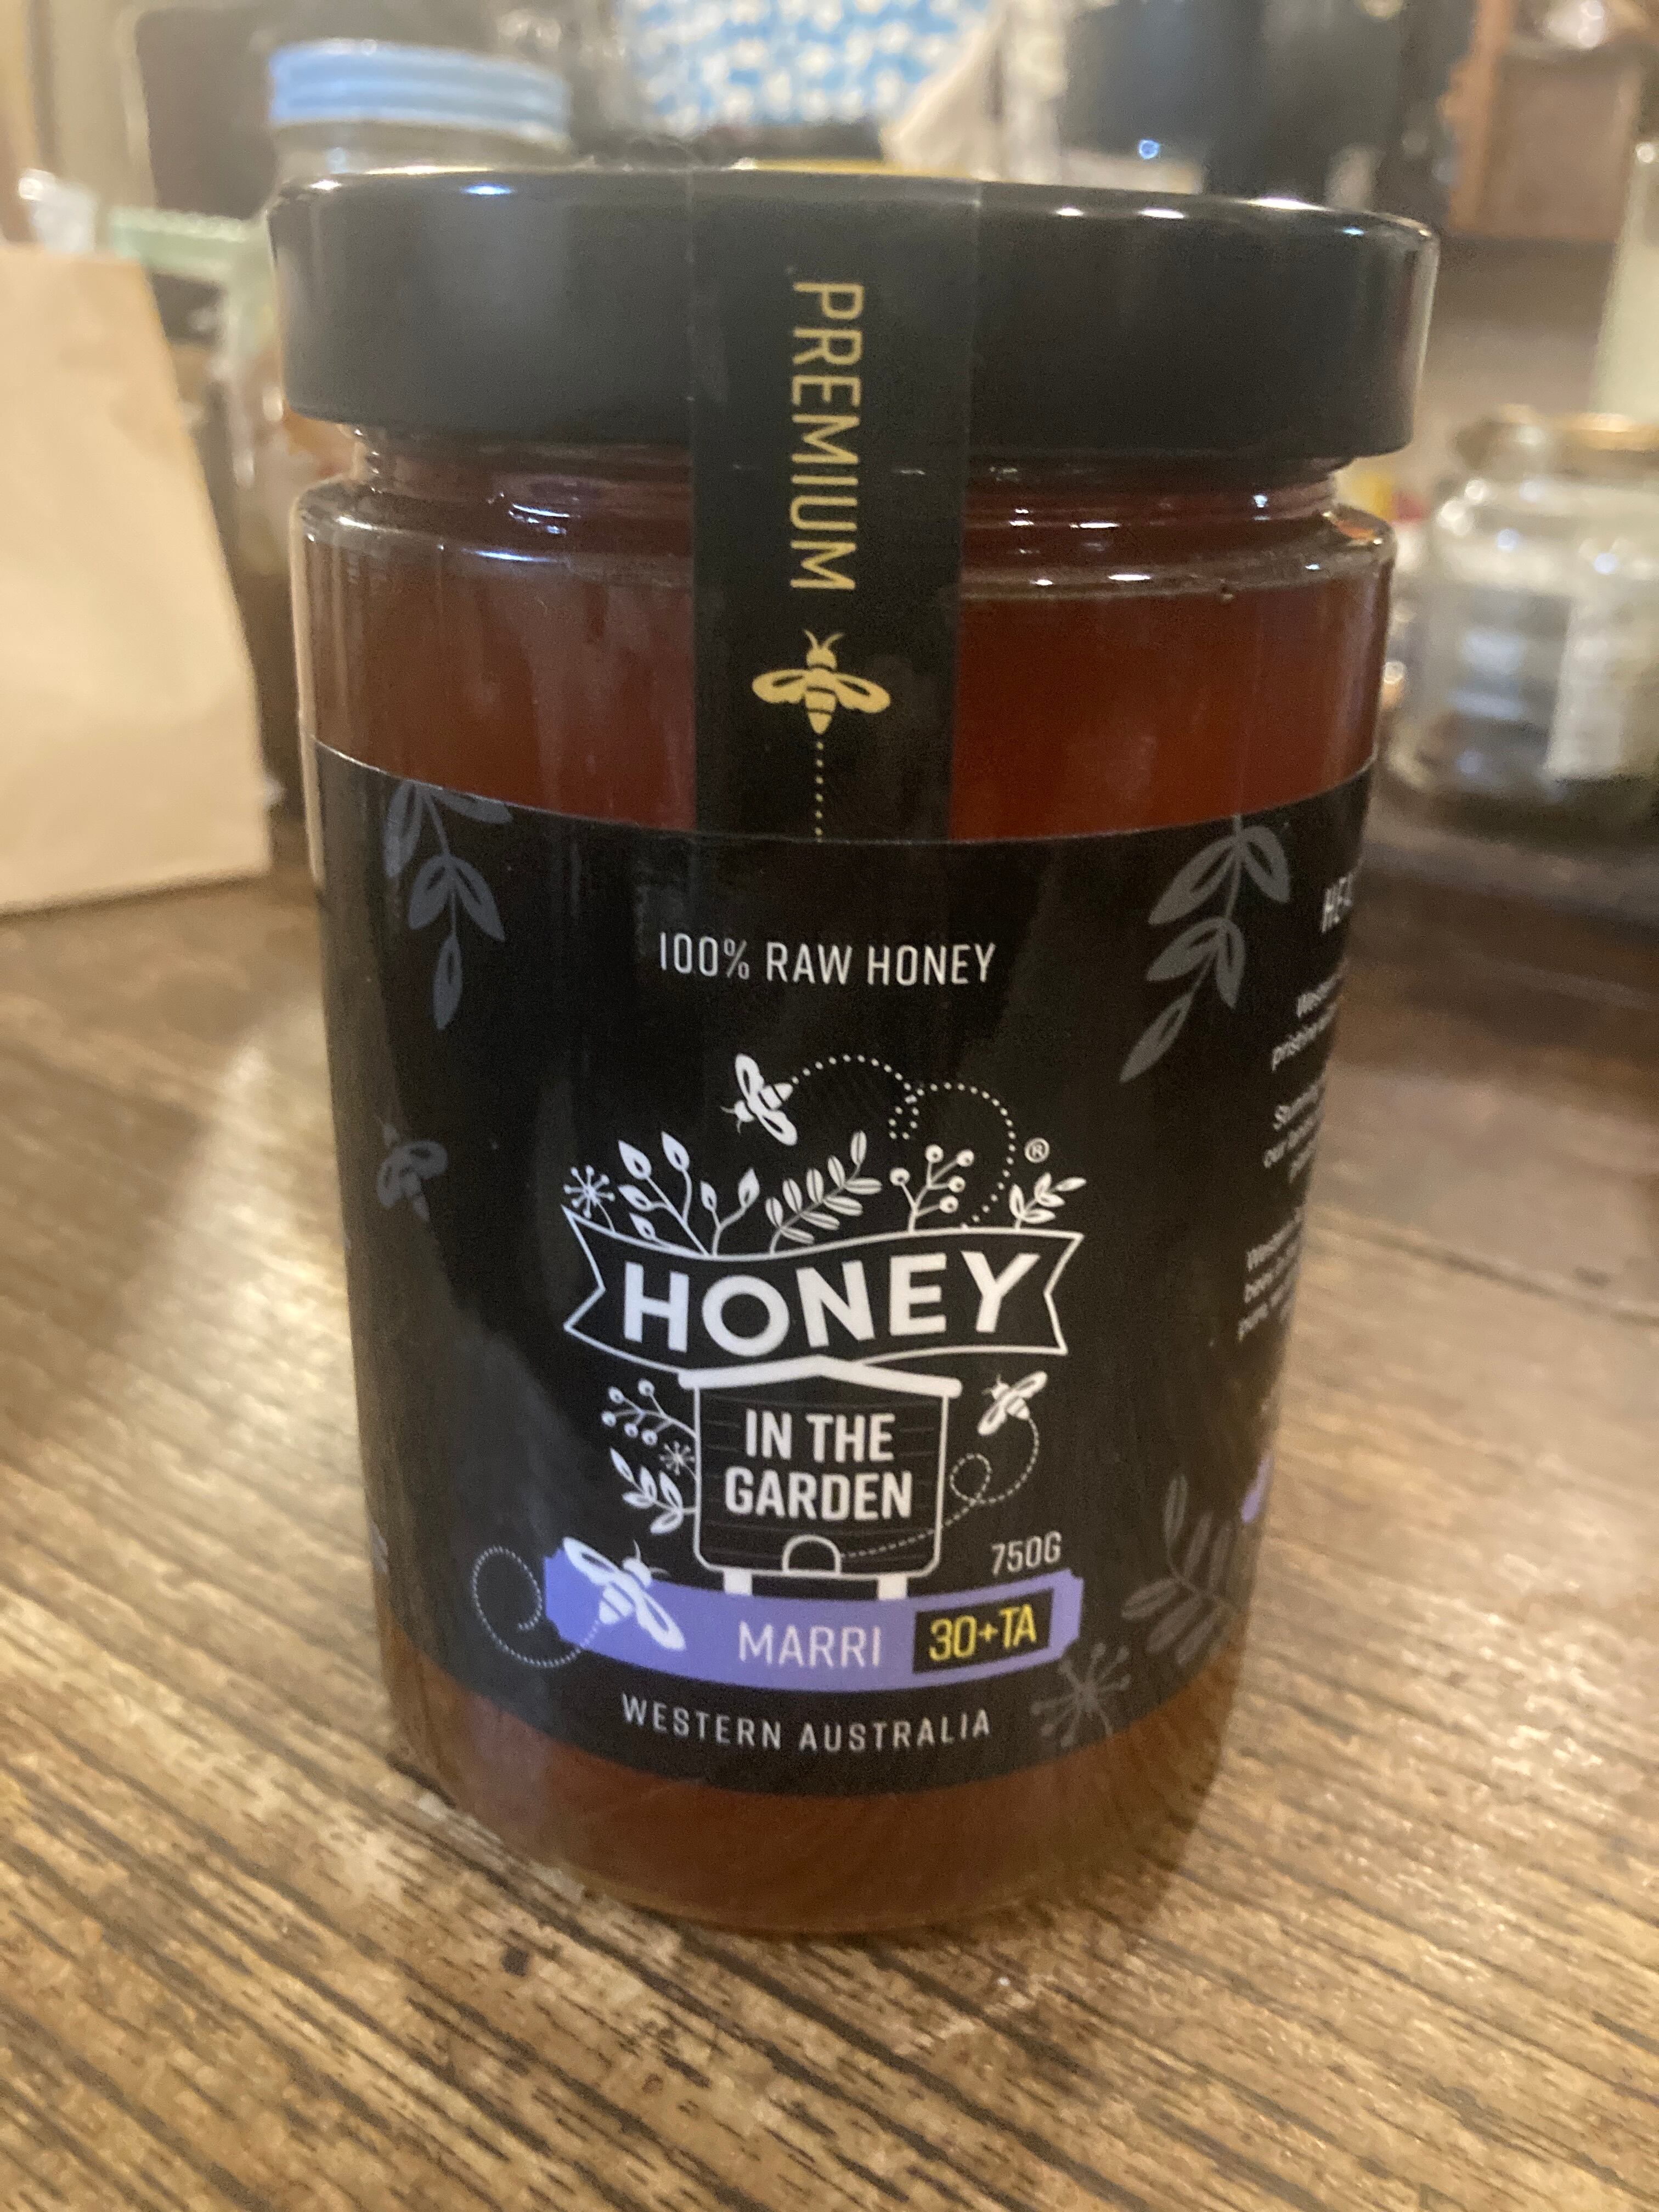 PREMIUM
100% RAW HONEY
®
HONEY
IN THE
GARDEN
750G
MARRI 30+TA
WESTERN AUSTRALIA